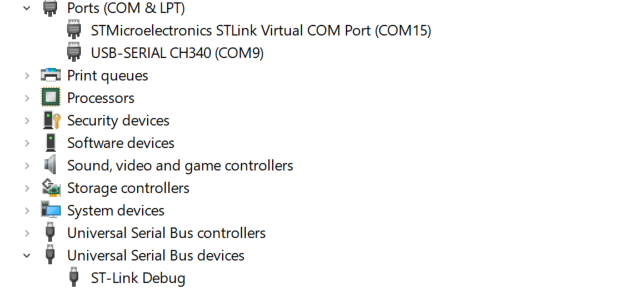 Ports (COM & LPT)
STMicroelectronics STLink Virtual COM Port (COM15)
USB-SERIAL CH340 (COM9)
Print queues
Processors
Security devices
Software devices
Sound, video and game controllers
Storage controllers
System devices
Universal Serial Bus controllers
Universal Serial Bus devices
ST-Link Debug